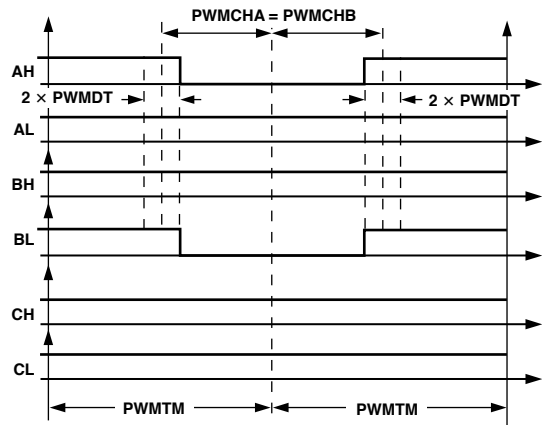 PWMCHA = PWMCHB
AH
2 × PWMDT
2 × PWMDT
AL
BH
BL
CH
CL
PWMTM
PWMTM